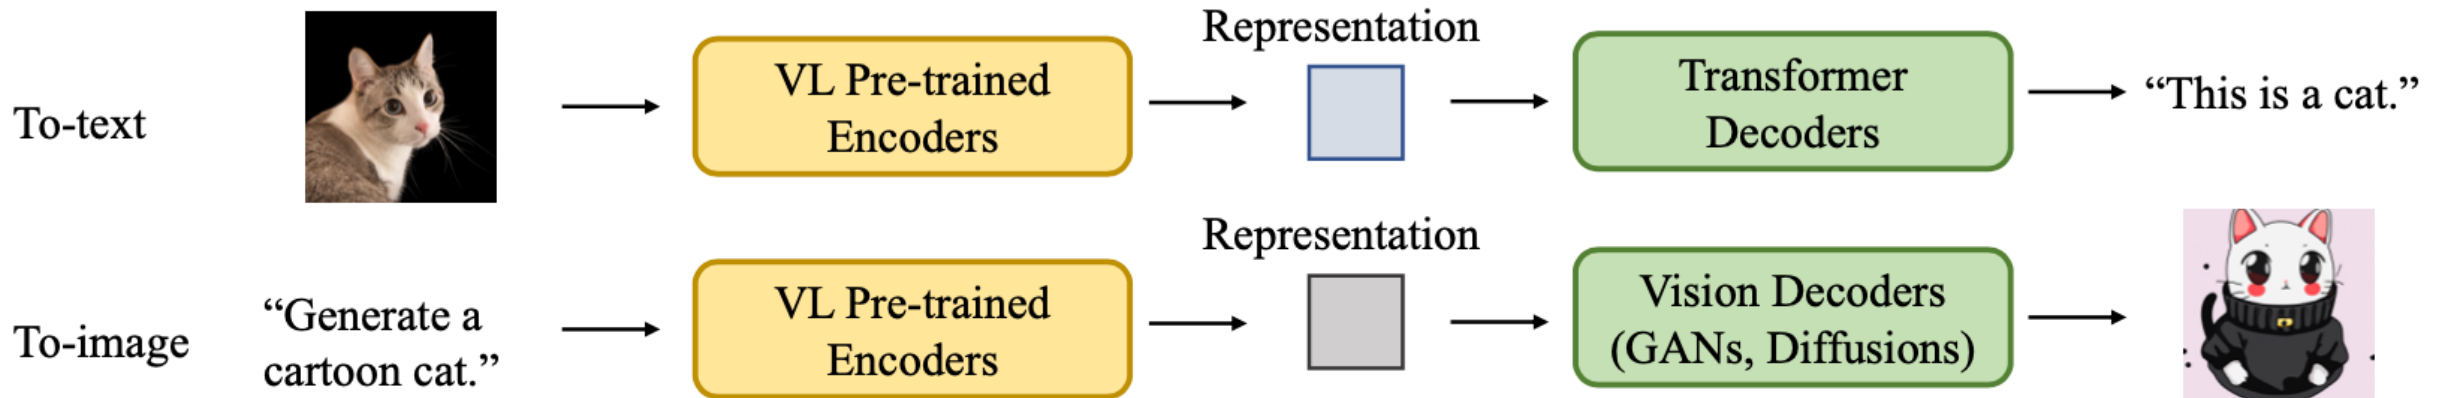 To-text
VL Pre-trained
Encoders
Representation
Transformer
Decoders
“This is a cat.”
To-image
“Generate a
cartoon cat.”
VL Pre-trained
Encoders
Representation
Vision Decoders
(GANs, Diffusions)